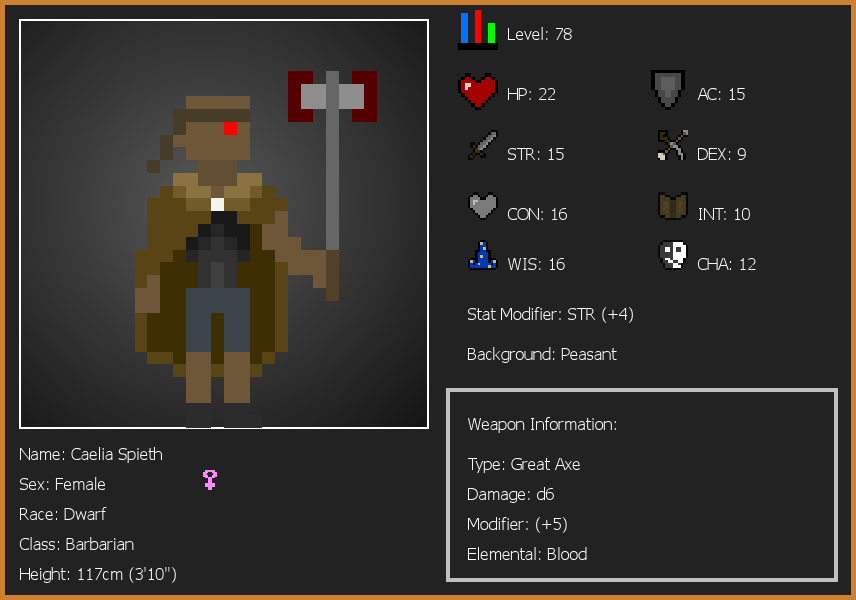 Level: 78
HP: 22
AC: 15
STR: 15
DEX: 9
CON: 16
INT: 10
WIS: 16
CHA: 12
Stat Modifier: STR (+4)
Background: Peasant
Weapon Information:
Type: Great Axe
Damage: d6
Modifier: (+5)
Elemental: Blood
Name: Caelia Spieth
Sex: Female
Race: Dwarf
Class: Barbarian
Height: 117cm (3'10")